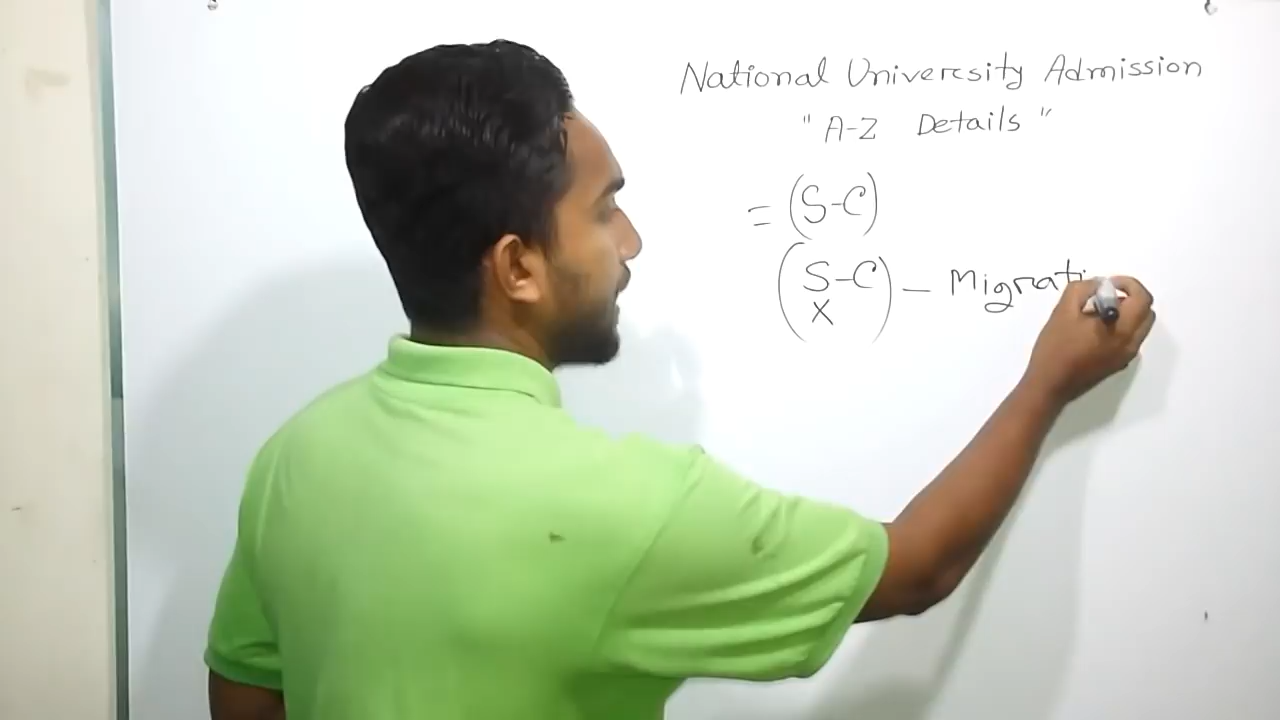 National University Admission
"A-Z Details"
= (S-C)
(S-C) - Migrati
X